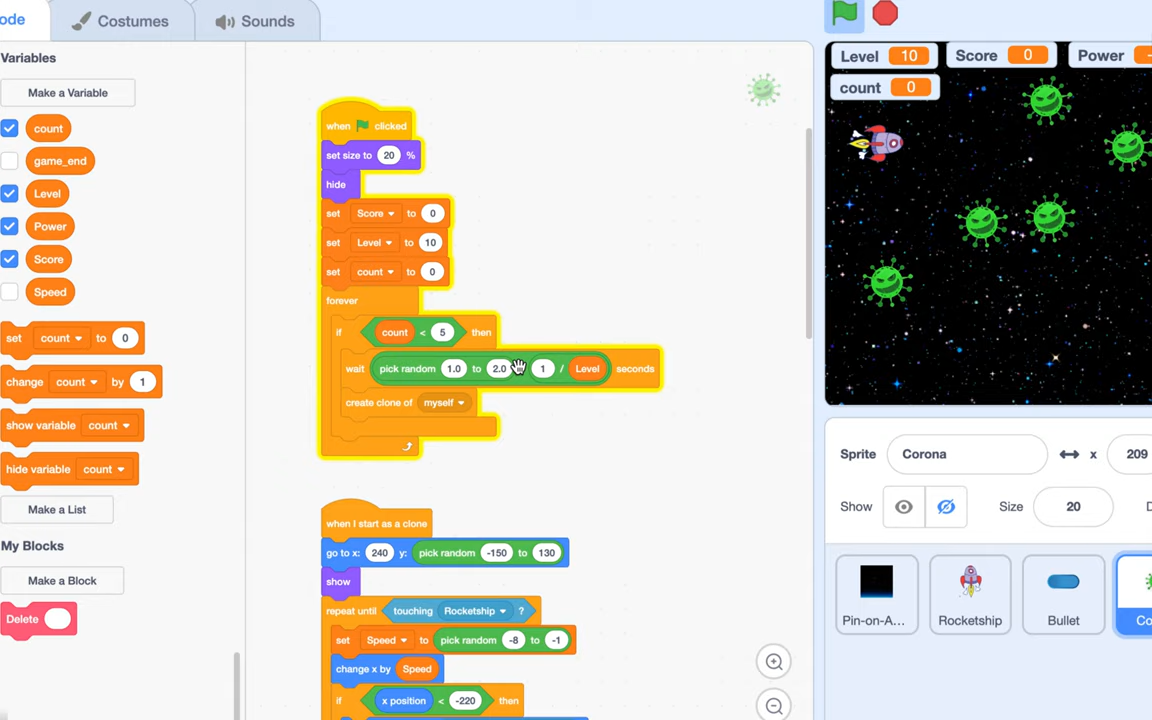 ode Costumes Sounds
Variables
Make a Variable
count
game_end
Level
Power
Score
Speed
set count to 0
change count by 1
show variable count
hide variable count
Make a List
My Blocks
Make a Block
Delete
when clicked
set size to 20 %
hide
set Score to 0
set Level to 10
set count to 0
forever
if count < 5 then
wait pick random 1.0 to 2.0 1 / Level seconds
create clone of myself
when I start as a clone
go to x: 240 y: pick random -150 to 130
show
repeat until touching Rocketship ?
set Speed to pick random -8 to -1
change x by Speed
if x position < -220 then
Level 10 Score 0 Power
count 0
Sprite Corona x 209
Show Size 20 D
Pin-on-A... Rocketship Bullet Co